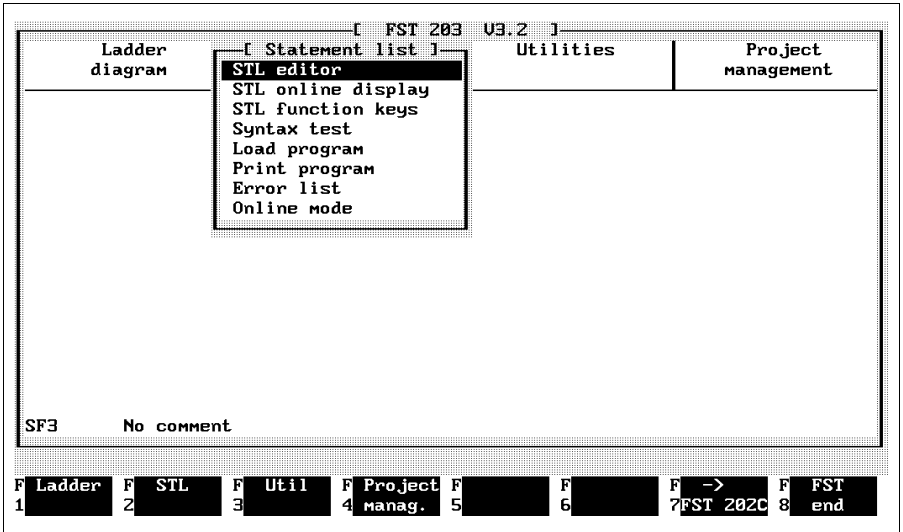 [ FST 203 V3.2 ]
Ladder diagram
[ Statement list ]
Utilities
Project management
STL editor
STL online display
STL function keys
Syntax test
Load program
Print program
Error list
Online mode
SF3 No comment
F1 Ladder F2 STL F3 Util F4 Project manag. F5 F6 F7 -> FST 202C F8 FST end